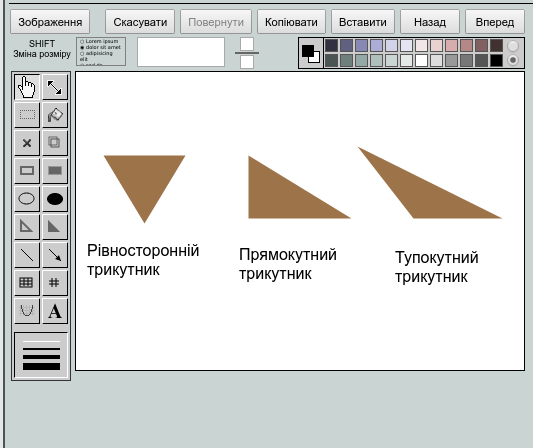 Зображення Скасувати Повернути Копіювати Вставити Назад Вперед
SHIFT
Зміна розміру
Lorem ipsum
dolor sit amet
adipisicing
elit
Рівносторонній
трикутник
Прямокутний
трикутник
Тупокутний
трикутник
A